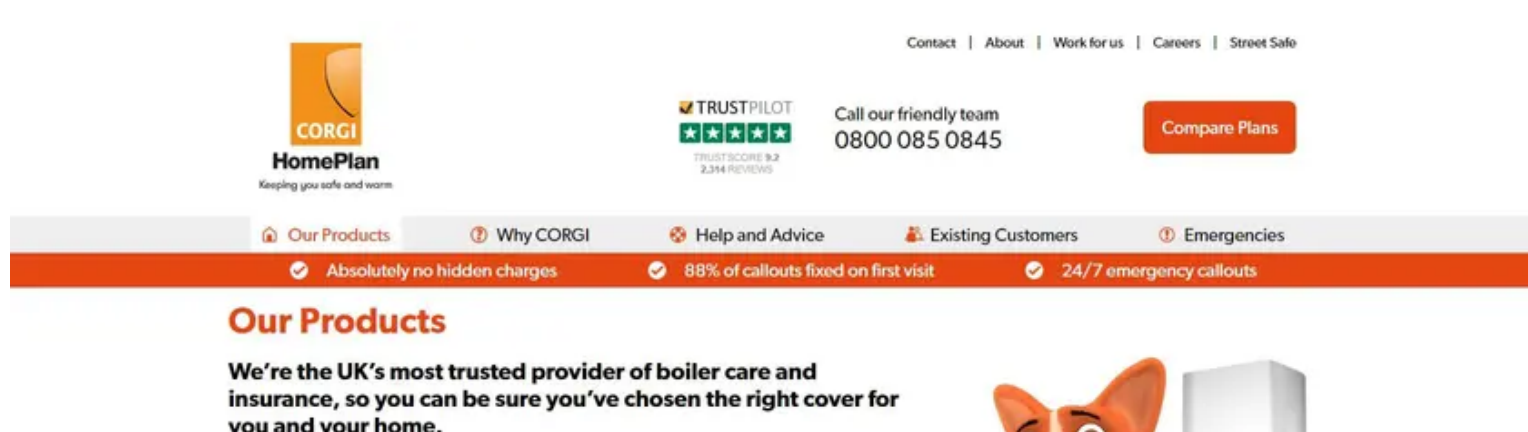 Contact | About | Work for us | Careers | Street Safe
CORGI
HomePlan
Keeping you safe and warm
TRUSTPILOT
TRUSTSCORE 9.2
2,314 REVIEWS
Call our friendly team
0800 085 0845
Compare Plans
Our Products
Why CORGI
Help and Advice
Existing Customers
Emergencies
Absolutely no hidden charges
88% of callouts fixed on first visit
24/7 emergency callouts
Our Products
We're the UK's most trusted provider of boiler care and
insurance, so you can be sure you've chosen the right cover for
you and your home.